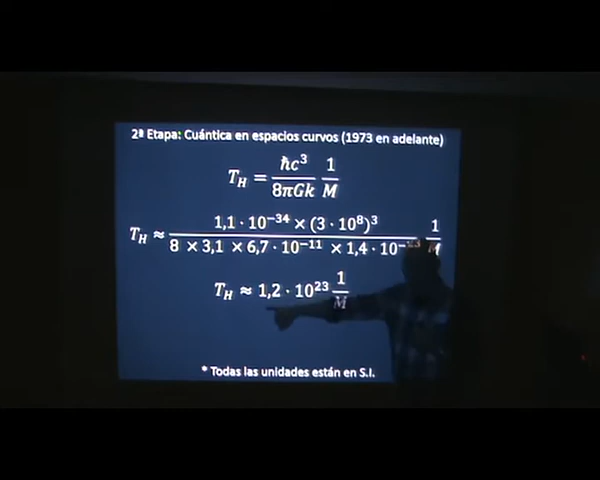 2ª Etapa: Cuántica en espacios curvos (1973 en adelante)
T_H = ħc³ / 8πGk 1/M
T_H ≈ 1,1 · 10⁻³⁴ × (3 · 10⁸)³ / 8 × 3,1 × 6,7 · 10⁻¹¹ × 1,4 · 10⁻²³ 1/M
T_H ≈ 1,2 · 10²³ 1/M
* Todas las unidades están en S.I.